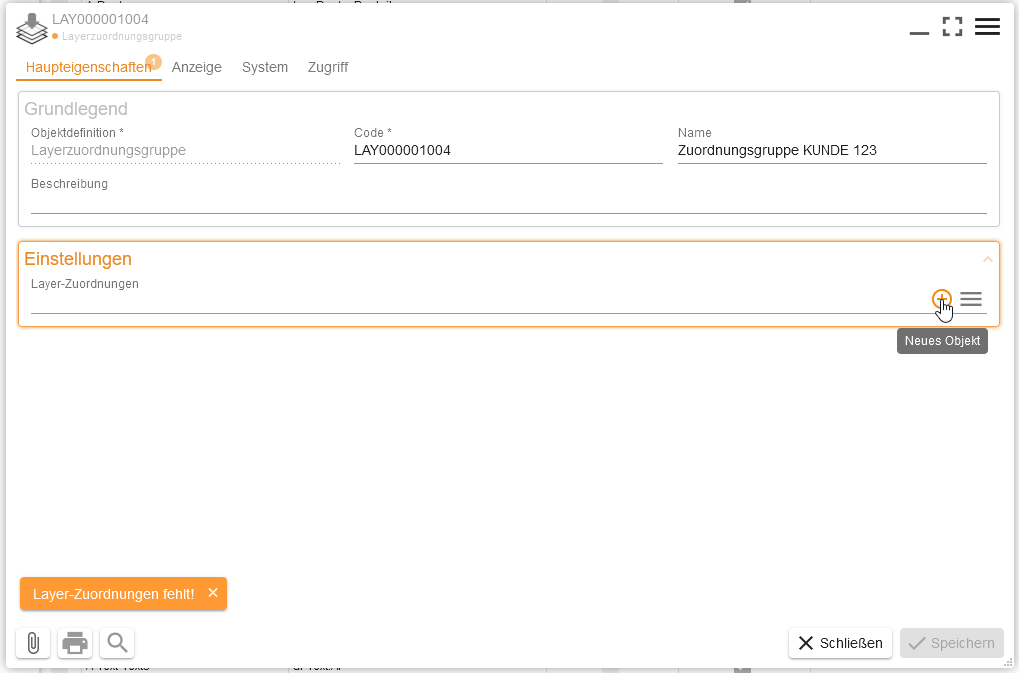 LAY000001004
Layerzuordnungsgruppe
Haupteigenschaften 1 Anzeige System Zugriff
Grundlegend
Objektdefinition * Code * Name
Layerzuordnungsgruppe LAY000001004 Zuordnungsgruppe KUNDE 123
Beschreibung
Einstellungen
Layer-Zuordnungen
Neues Objekt
Layer-Zuordnungen fehlt!
Schließen Speichern